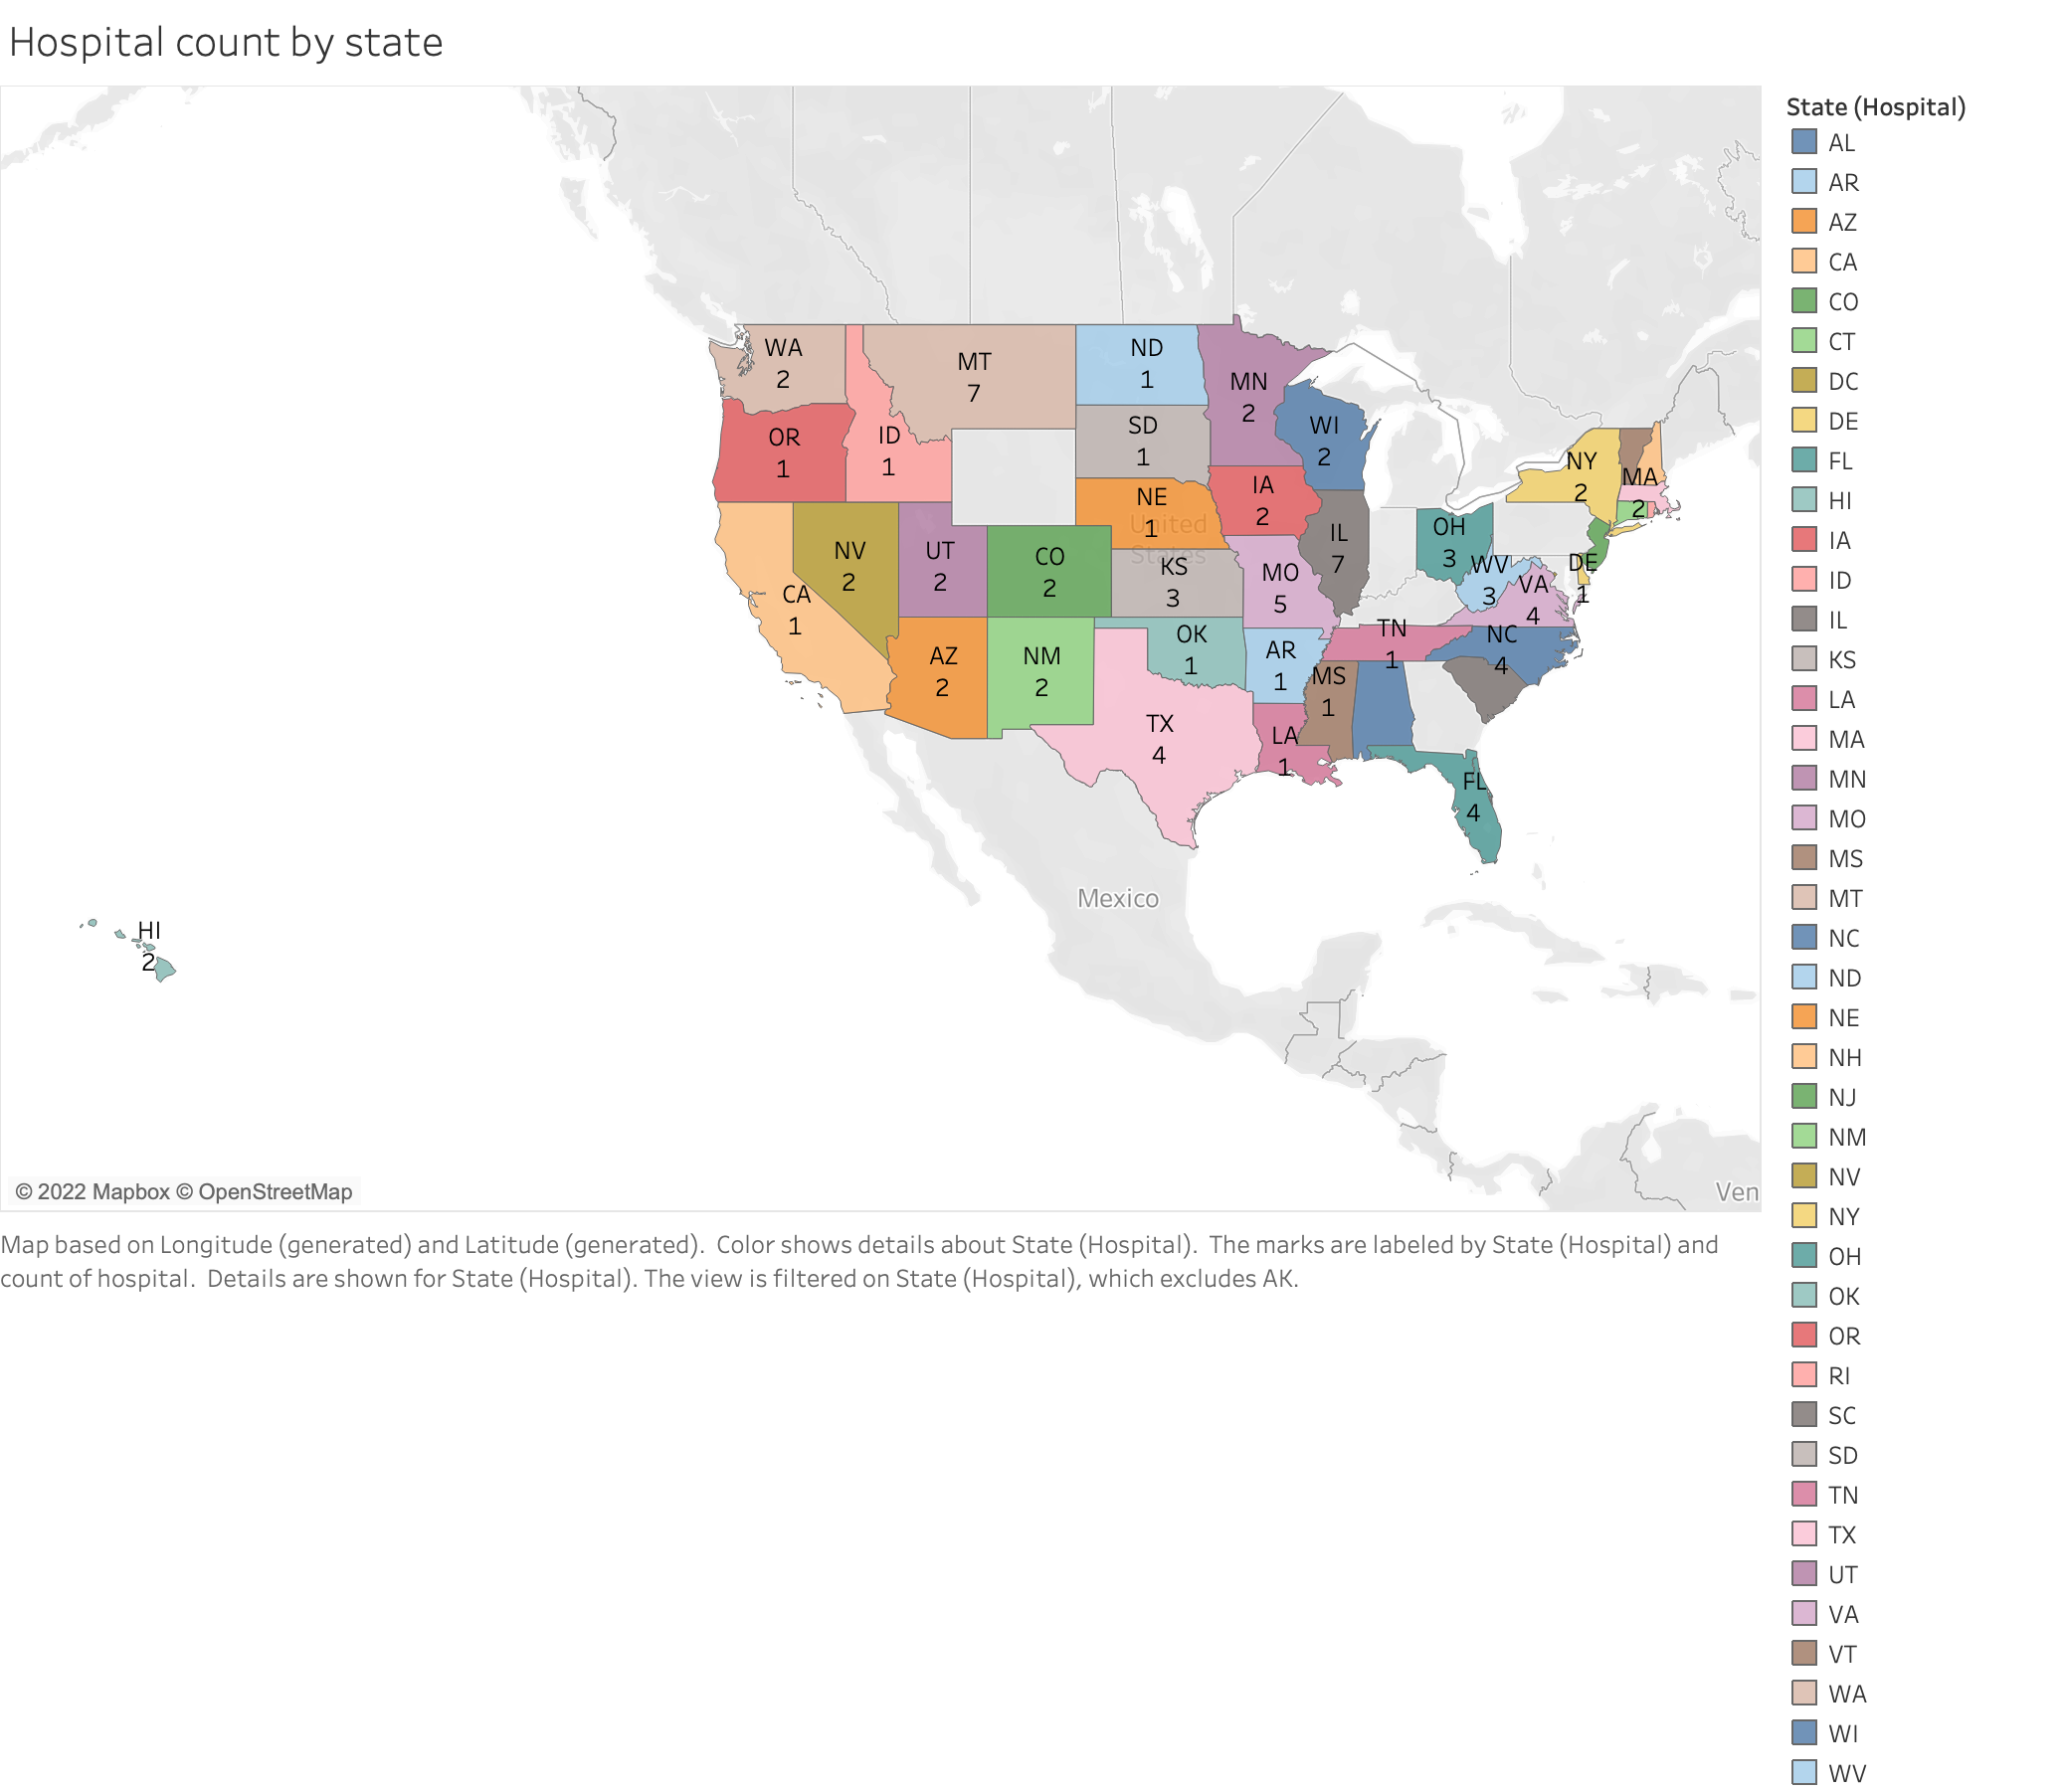 Hospital count by state
WA
2
MT
7
ND
1
MN
2
OR
1
ID
1
SD
1
WI
2
NY
2
MA
2
NE
1
United
States
IA
2
IL
7
OH
3
NV
2
UT
2
CO
2
KS
3
MO
5
WV
3
VA
4
DE
1
CA
1
AZ
2
NM
2
OK
1
AR
1
TN
1
NC
4
MS
1
TX
4
LA
1
FL
4
Mexico
HI
2
Ven
© 2022 Mapbox © OpenStreetMap
Map based on Longitude (generated) and Latitude (generated).  Color shows details about State (Hospital).  The marks are labeled by State (Hospital) and
count of hospital.  Details are shown for State (Hospital). The view is filtered on State (Hospital), which excludes AK.
State (Hospital)
AL
AR
AZ
CA
CO
CT
DC
DE
FL
HI
IA
ID
IL
KS
LA
MA
MN
MO
MS
MT
NC
ND
NE
NH
NJ
NM
NV
NY
OH
OK
OR
RI
SC
SD
TN
TX
UT
VA
VT
WA
WI
WV